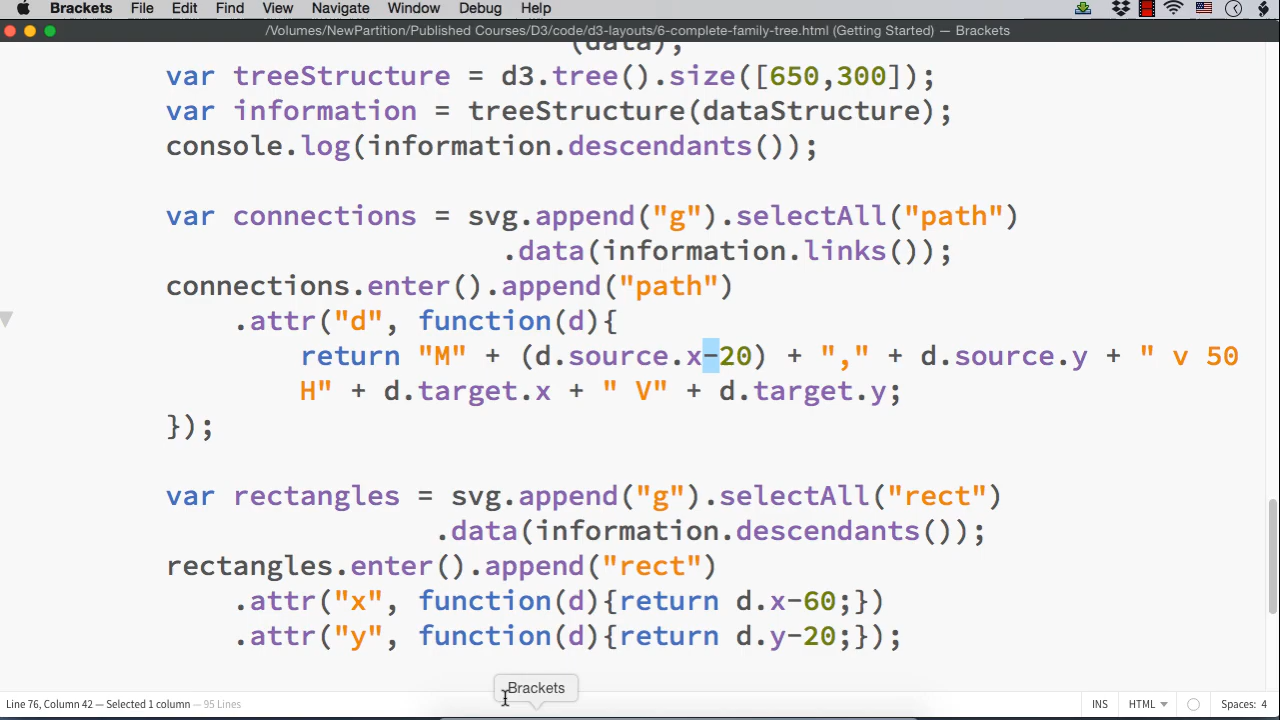 Brackets File Edit Find View Navigate Window Debug Help
/Volumes/NewPartition/Published Courses/D3/code/d3-layouts/6-complete-family-tree.html (Getting Started) — Brackets
(data);
var treeStructure = d3.tree().size([650,300]);
var information = treeStructure(dataStructure);
console.log(information.descendants());
var connections = svg.append("g").selectAll("path")
.data(information.links());
connections.enter().append("path")
.attr("d", function(d){
return "M" + (d.source.x-20) + "," + d.source.y + " v 50
H" + d.target.x + " V" + d.target.y;
});
var rectangles = svg.append("g").selectAll("rect")
.data(information.descendants());
rectangles.enter().append("rect")
.attr("x", function(d){return d.x-60;})
.attr("y", function(d){return d.y-20;});
Brackets
Line 76, Column 42 — Selected 1 column — 95 Lines INS HTML Spaces: 4